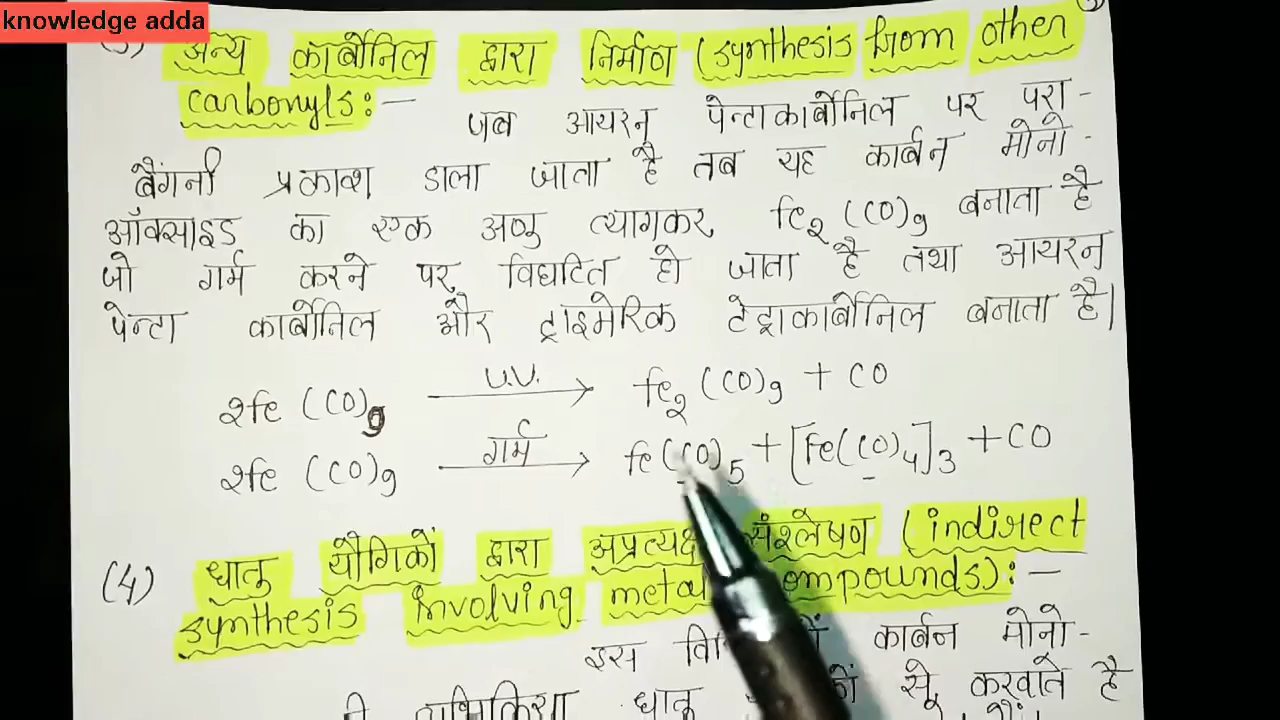 knowledge adda
3) अन्य कार्बोनिल द्वारा निर्माण (synthesis from other
carbonyls:-
जब आयरन पेन्टाकार्बोनिल पर परा-
बैंगनी प्रकाश डाला जाता है तब यह कार्बन मोनो-
ऑक्साइड का एक अणु त्यागकर Fe₂(CO)₉ बनाता है
जो गर्म करने पर विघटित हो जाता है तथा आयरन
पेन्टा कार्बोनिल और ट्राइमेरिक टेट्राकार्बोनिल बनाता है।
2Fe (CO)₉ U.V. → Fe₂ (CO)₉ + CO
2Fe (CO)₉ गर्म → Fe(CO)₅ + [Fe(CO)₄]₃ + CO
(4) धातु यौगिकों द्वारा अप्रत्यक्ष संश्लेषण (indirect
synthesis involving metal compounds):-
इस कार्बन मोनो-
धातु से करवाते है